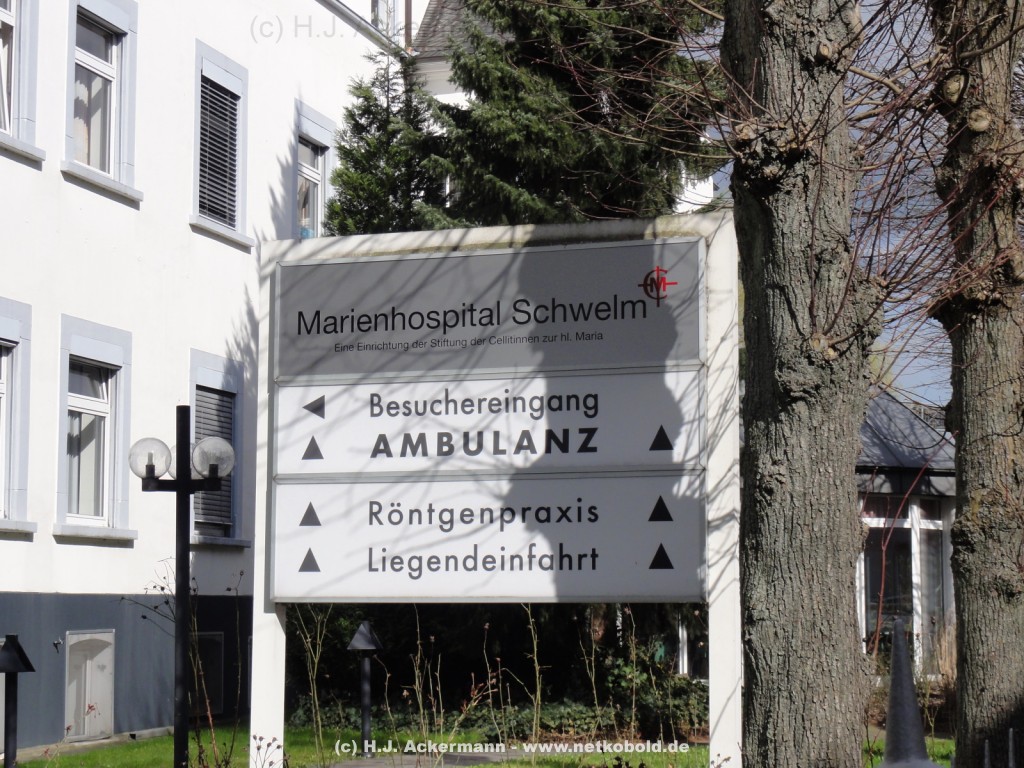 (c) H.J. Ackermann
Marienhospital Schwelm
Eine Einrichtung der Stiftung der Cellitinnen zur hl. Maria
Besuchereingang
AMBULANZ
Röntgenpraxis
Liegendeinfahrt
(c) H.J. Ackermann - www.netkobold.de